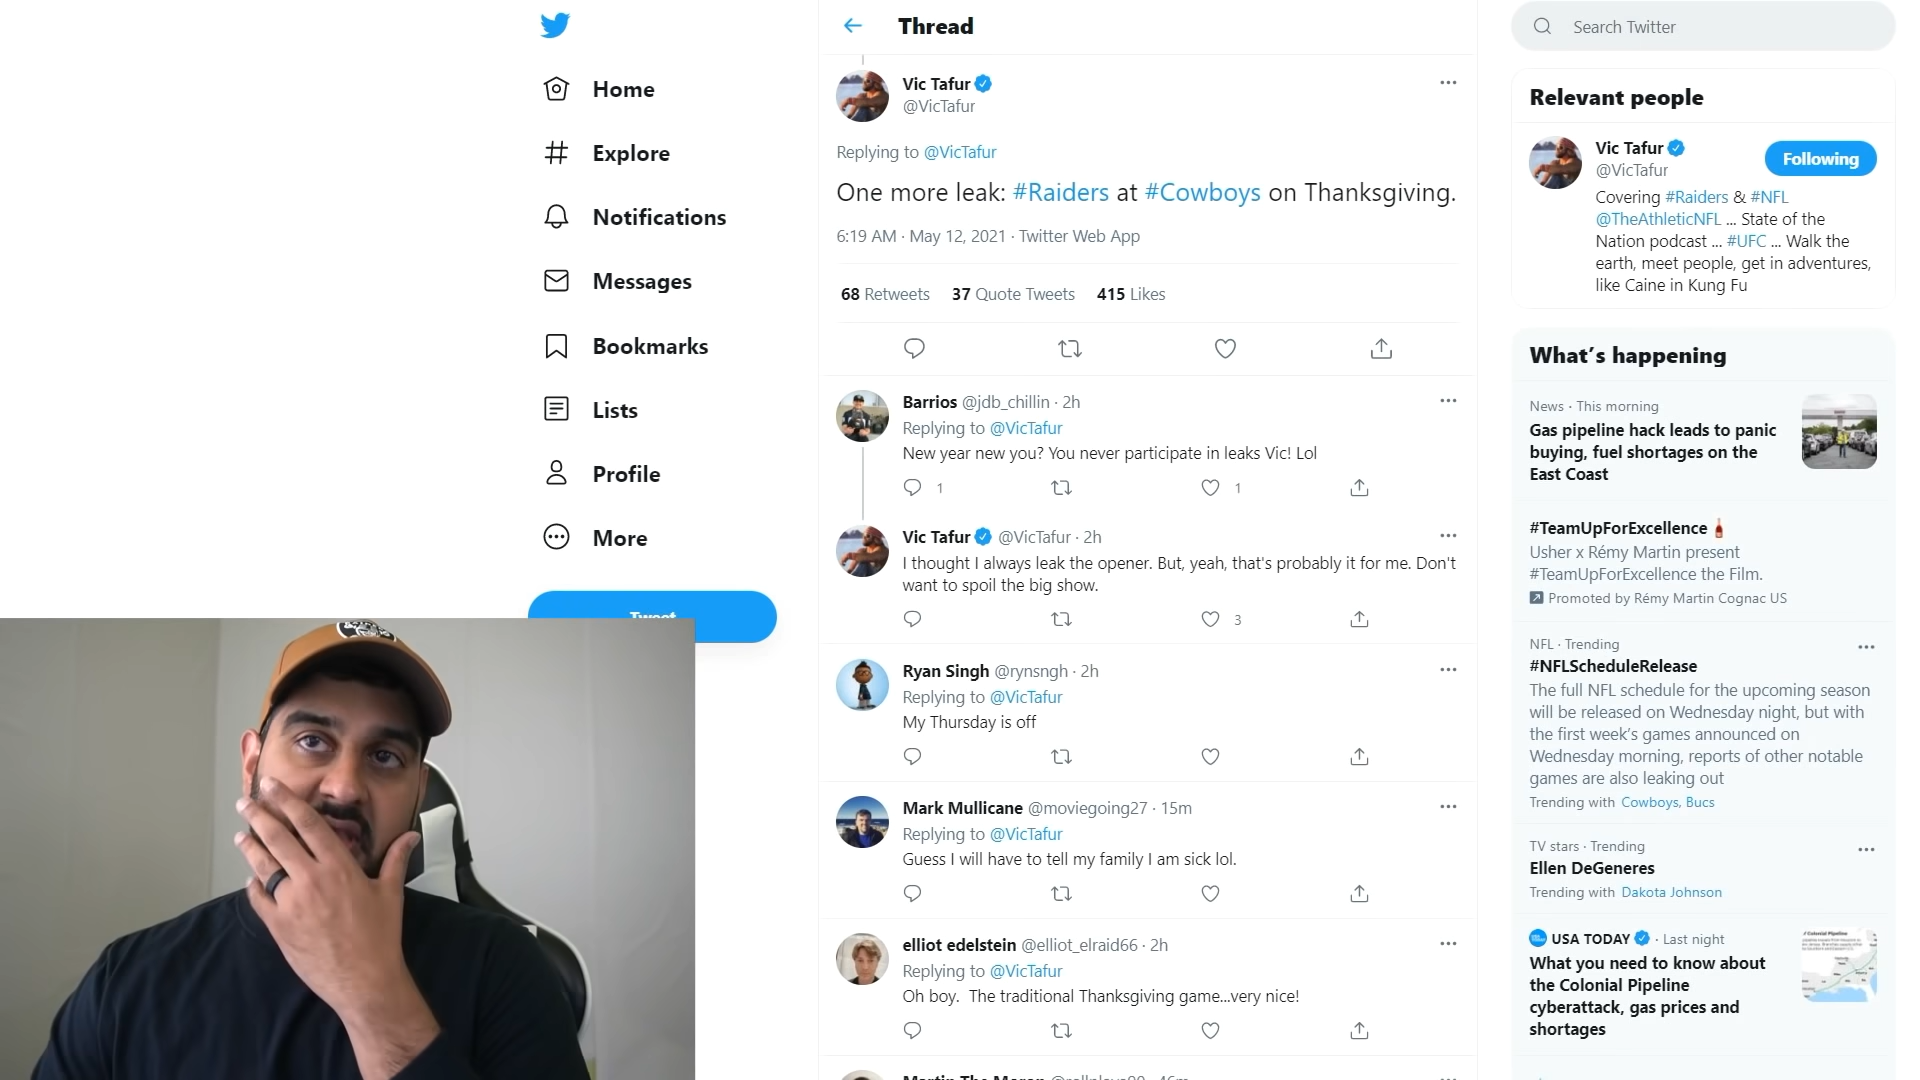 Home
Explore
Notifications
Messages
Bookmarks
Lists
Profile
More
Tweet
Thread
Vic Tafur
@VicTafur
Replying to @VicTafur
One more leak: #Raiders at #Cowboys on Thanksgiving.
6:19 AM · May 12, 2021 · Twitter Web App
68 Retweets 37 Quote Tweets 415 Likes
Barrios @jdb_chillin · 2h
Replying to @VicTafur
New year new you? You never participate in leaks Vic! Lol
1 1
Vic Tafur @VicTafur · 2h
I thought I always leak the opener. But, yeah, that's probably it for me. Don't
want to spoil the big show.
3
Ryan Singh @rynsngh · 2h
Replying to @VicTafur
My Thursday is off
Mark Mullicane @moviegoing27 · 15m
Replying to @VicTafur
Guess I will have to tell my family I am sick lol.
elliot edelstein @elliot_elraid66 · 2h
Replying to @VicTafur
Oh boy. The traditional Thanksgiving game...very nice!
Search Twitter
Relevant people
Vic Tafur
@VicTafur
Following
Covering #Raiders & #NFL
@TheAthleticNFL ... State of the
Nation podcast ... #UFC ... Walk the
earth, meet people, get in adventures,
like Caine in Kung Fu
What's happening
News · This morning
Gas pipeline hack leads to panic
buying, fuel shortages on the
East Coast
#TeamUpForExcellence
Usher x Rémy Martin present
#TeamUpForExcellence the Film.
Promoted by Rémy Martin Cognac US
NFL · Trending
#NFLScheduleRelease
The full NFL schedule for the upcoming season
will be released on Wednesday night, but with
the first week's games announced on
Wednesday morning, reports of other notable
games are also leaking out
Trending with Cowboys, Bucs
TV stars · Trending
Ellen DeGeneres
Trending with Dakota Johnson
USA TODAY · Last night
What you need to know about
the Colonial Pipeline
cyberattack, gas prices and
shortages